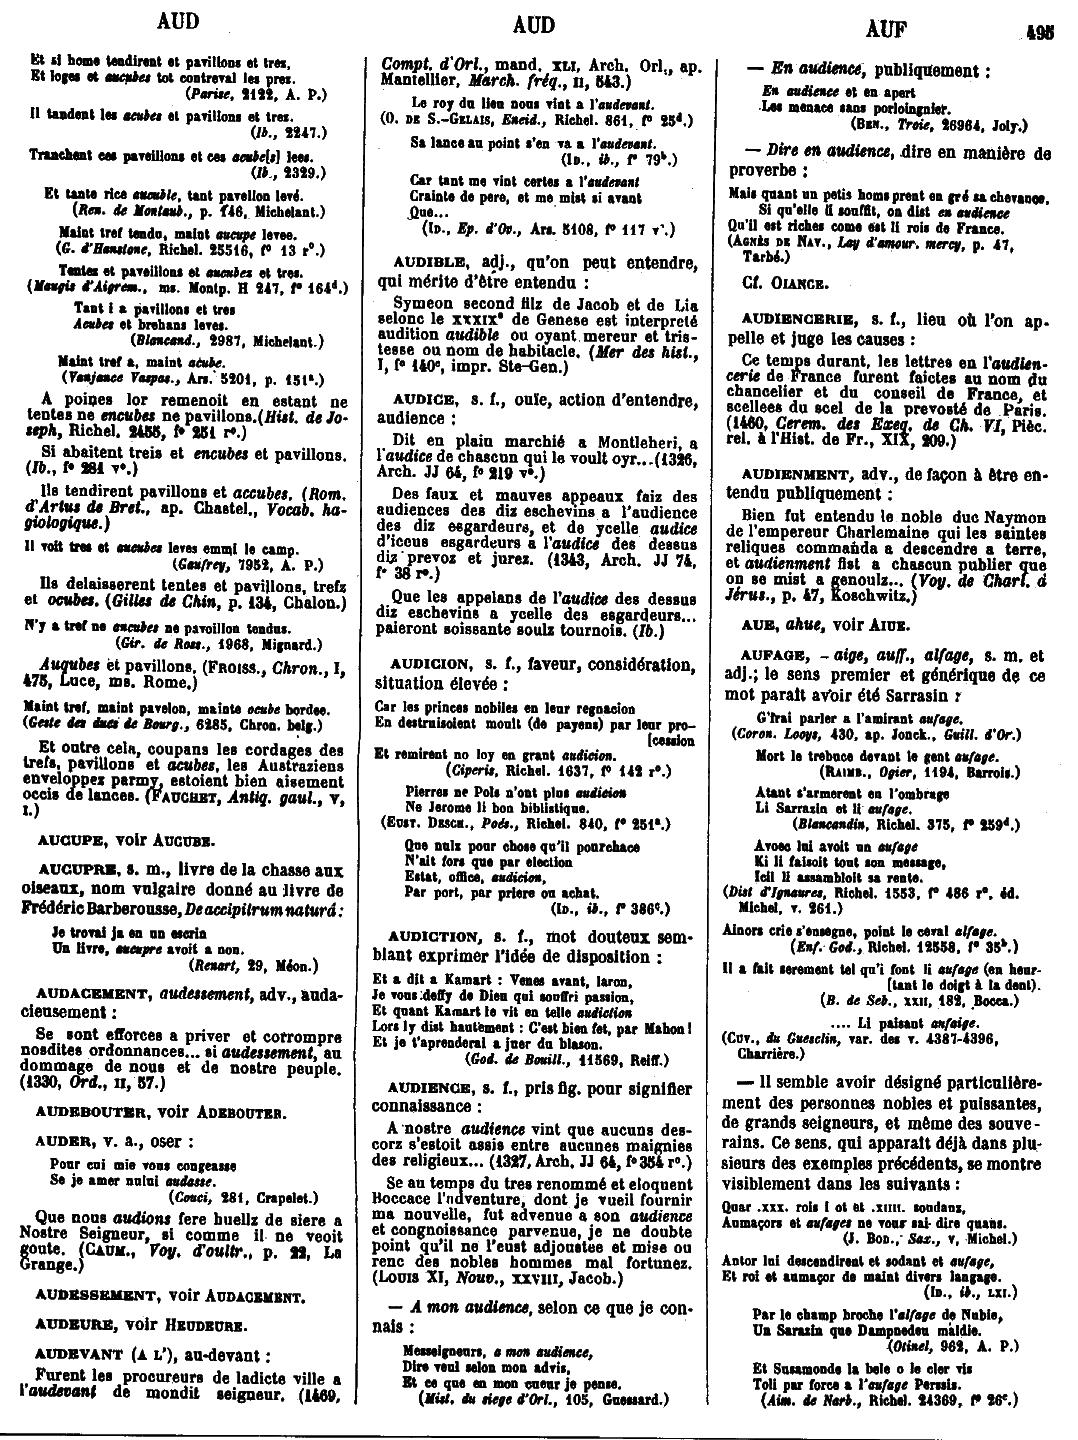 AUD
AUD
AUF
495
Et si home tendirent et pavillons et tres,
Et loges et aucubes tot contreval les prez.
(Parise, 2122, A. P.)
Il tandent les acubes et pavillons et trez.
(Ib., 2247.)
Tranchent ces paveillons et ces acube[s] lees.
(Ib., 2329.)
Et tante rice aucuble, tant pavellon levé.
(Ren. de Montaub., p. 146, Michelant.)
Maint tref tendu, maint aucupe levee.
(G. d'Hanstone, Richel. 25516, f° 13 r°.)
Tentes et paveillons et aucubes et tres.
(Maugis d'Aigrem., ms. Montp. H 247, f° 164ᵈ.)
Tant i a pavillons et tres
Acubes et brehans leves.
(Blancand., 2987, Michelant.)
Maint tref a, maint acube.
(Vanjance Vaspas., Ars. 5201, p. 151ᵃ.)
A poines lor remenoit en estant ne
tentes ne encubes ne pavillons.(Hist. de Jo-
seph, Richel. 2455, f° 251 r°.)
Si abaitent treis et encubes et pavillons.
(Ib., f° 281 v°.)
Ils tendirent pavillons et accubes. (Rom.
d'Artus de Bret., ap. Chastel., Vocab. ha-
giologique.)
Il voit tres et aucubes leves emmi le camp.
(Gaufrey, 7952, A. P.)
Ils delaisserent tentes et pavillons, trefz
et ocubes. (Gilles de Chin, p. 134, Chalon.)
N'y a tref ne ancubes ne pavoillon tendus.
(Gir. de Ross., 1968, Mignard.)
Auqubes et pavillons. (FROISS., Chron., I,
475, Luce, ms. Rome.)
Maint tref, maint pavelon, mainte ocube bordee.
(Geste des ducs de Bourg., 6285, Chron. belg.)
Et outre cela, coupans les cordages des
trefs, pavillons et acubes, les Austraziens
enveloppez parmy, estoient bien aisement
occis de lances. (FAUCHET, Antiq. gaul., V,
I.)
AUCUPE, voir AUCUBE.
AUCUPRE, s. m., livre de la chasse aux
oiseaux, nom vulgaire donné au livre de
Frédéric Barberousse, De accipitrum naturá :
Je trovai ja en un escrin
Un livre, aucupre avoit a non.
(Renart, 29, Méon.)
AUDACEMENT, audessement, adv., auda-
cieusement :
Se sont efforces a priver et corrompre
nosdites ordonnances... si audessement, au
dommage de nous et de nostre peuple.
(1330, Ord., II, 57.)
AUDEBOUTER, voir ADEBOUTER.
AUDER, v. a., oser :
Pour cui mie vous congeasse
Se je amer nului audasse.
(Couci, 281, Crapelet.)
Que nous audions fere huellz de siere a
Nostre Seigneur, si comme il ne veoit
goute. (CAUM., Voy. d'oultr., p. 22, La
Grange.)
AUDESSEMENT, voir AUDACEMENT.
AUDEURE, voir HEUDEURE.
AUDEVANT (A L'), au-devant :
Furent les procureurs de ladicte ville a
l'audevant de mondit seigneur. (1469,
Compt. d'Orl., mand. XLI, Arch. Orl., ap.
Mantellier, March. fréq., II, 543.)
Le roy du lieu nous vint a l'audevant.
(O. DE S.-GELAIS, Eneid., Richel. 861, f° 25ᵈ.)
Sa lance au point s'en va a l'audevant.
(ID., ib., f° 79ᵇ.)
Car tant me vint certes a l'audevant
Crainte de pere, et me mist si avant
Que...
(ID., Ep. d'Ov., Ars. 5108, f° 117 v°.)
AUDIBLE, adj., qu'on peut entendre,
qui mérite d'être entendu :
Symeon second filz de Jacob et de Lia
selonc le XXXIXᵉ de Genese est interpreté
audition audible ou oyant mereur et tris-
tesse ou nom de habitacle. (Mer des hist.,
I, f° 140ᶜ, impr. Ste-Gen.)
AUDICE, s. f., ouïe, action d'entendre,
audience :
Dit en plain marchié a Montleheri, a
l'audice de chascun qui le voult oyr...(1326,
Arch. JJ 64, f° 219 v°.)
Des faux et mauves appeaux faiz des
audiences des diz eschevins a l'audience
des diz esgardeurs, et de ycelle audice
d'iceus esgardeurs a l'audice des dessus
diz prevoz et jurez. (1343, Arch. JJ 74,
f° 38 r°.)
Que les appelans de l'audice des dessus
diz eschevins a ycelle des esgardeurs...
paieront soissante soulz tournois. (Ib.)
AUDICION, s. f., faveur, considération,
situation élevée :
Car les princes nobiles en leur regnacion
En destruisoient moult (de payens) par leur pro-
[cession
Et remirent no loy en grant audicion.
(Ciperis, Richel. 1637, f° 142 r°.)
Pierres ne Pols n'ont plus audicion
Ne Jerome li bon biblistique.
(EUST. DESCH., Poés., Richel. 840, f° 251ᵃ.)
Que nulz pour chose qu'il pourchace
N'ait fors que par election
Estat, office, audicion,
Par port, par priere ou achat.
(ID., ib., f° 386ᶜ.)
AUDICTION, s. f., mot douteux sem-
blant exprimer l'idée de disposition :
Et a dit a Kamart : Venes avant, laron,
Je vous deffy de Dieu qui souffri passion,
Et quant Kamart le vit en telle audiction
Lors ly dist hautement : C'est bien fet, par Mahon !
Et je t'aprenderai a juer du blason.
(God. de Bouill., 11569, Reiff.)
AUDIENCE, s. f., pris fig. pour signifier
connaissance :
A nostre audience vint que aucuns des-
corz s'estoit assis entre aucunes maignies
des religieux... (1327, Arch. JJ 64, f° 354 r°.)
Se au temps du tres renommé et eloquent
Boccace l'adventure, dont je vueil fournir
ma nouvelle, fut advenue a son audience
et congnoissance parvenue, je ne doubte
point qu'il ne l'eust adjoustee et mise ou
renc des nobles hommes mal fortunez.
(LOUIS XI, Nouv., XXVIII, Jacob.)
— A mon audience, selon ce que je con-
nais :
Messeigneurs, a mon audience,
Dire veul selon mon advis,
Et ce que en mon cueur je pense.
(Mist. du siege d'Orl., 105, Guessard.)
— En audience, publiquement :
En audience et en apert
Les menace sans porloingnier.
(BEN., Troie, 26964, Joly.)
— Dire en audience, dire en manière de
proverbe :
Mais quant un petis homs prent en gré sa chevance,
Si qu'elle li souffit, on dist en audience
Qu'il est riches come est li rois de France.
(AGNÈS DE NAV., Lay d'amour. mercy, p. 47,
Tarbé.)
Cf. OIANCE.
AUDIENCERIE, s. f., lieu où l'on ap-
pelle et juge les causes :
Ce temps durant, les lettres en l'audien-
cerie de France furent faictes au nom du
chancelier et du conseil de France, et
scellees du scel de la prevosté de Paris.
(1460, Cerem. des Exeq. de Ch. VI, Pièc.
rel. à l'Hist. de Fr., XIX, 209.)
AUDIENMENT, adv., de façon à être en-
tendu publiquement :
Bien fut entendu le noble duc Naymon
de l'empereur Charlemaine qui les saintes
reliques commanda a descendre a terre,
et audienment fist a chascun publier que
on se mist a genoulz... (Voy. de Charl. á
Jérus., p. 47, Koschwitz.)
AUE, ahue, voir AIUE.
AUFAGE, - aige, auff., alfage, s. m. et
adj.; le sens premier et générique de ce
mot paraît avoir été Sarrasin :
G'irai parler a l'amirant aufage.
(Coron. Looys, 430, ap. Jonck., Guill. d'Or.)
Mort le trebuce devant le gent aufage.
(RAIMB., Ogier, 1194, Barrois.)
Atant s'armerent en l'ombrage
Li Sarrazin et li aufage.
(Blancandin, Richel. 375, f° 259ᵈ.)
Avoec lui avoit un aufage
Ki li faisoit tout son message,
Icil li assambloit sa rente.
(Dist d'Ignaures, Richel. 1553, f° 486 r°, éd.
Michel, v. 261.)
Ainors crie s'ensegne, point le ceval alfage.
(Enf. God., Richel. 12558, f° 35ᵇ.)
Il a fait serement tel qu'i font li aufage (en heur-
[tant le doigt à la dent).
(B. de Seb., XXII, 182, Bocca.)
.... Li paisant aufaige.
(CUV., du Guesclin, var. des v. 4387-4396,
Charrière.)
— Il semble avoir désigné particulière-
ment des personnes nobles et puissantes,
de grands seigneurs, et même des souve-
rains. Ce sens. qui apparaît déjà dans plu-
sieurs des exemples précédents, se montre
visiblement dans les suivants :
Quar .xxx. rois i ot et .xiiii. soudans,
Aumaçors et aufages ne vous sai dire quans.
(J. BOD., Sax., V, Michel.)
Antor lui descendirent et sodant et aufage,
Et roi et aumaçor de maint divers langage.
(ID., ib., LXI.)
Par le champ broche l'alfage de Nubie,
Un Sarazin que Dampnedeu maldie.
(Otinel, 962, A. P.)
Et Susamonde la bele o le cler vis
Toli par force a l'aufage Perssis.
(Aim. de Narb., Richel. 24369, f° 26ᶜ.)